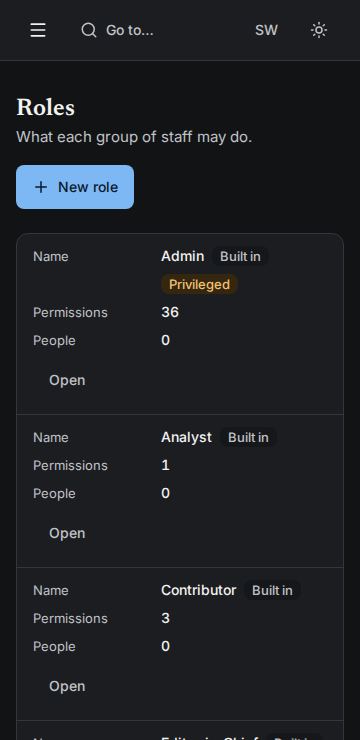 Go to...
SW
Roles
What each group of staff may do.
New role
Name Admin Built in
Privileged
Permissions 36
People 0
Open
Name Analyst Built in
Permissions 1
People 0
Open
Name Contributor Built in
Permissions 3
People 0
Open